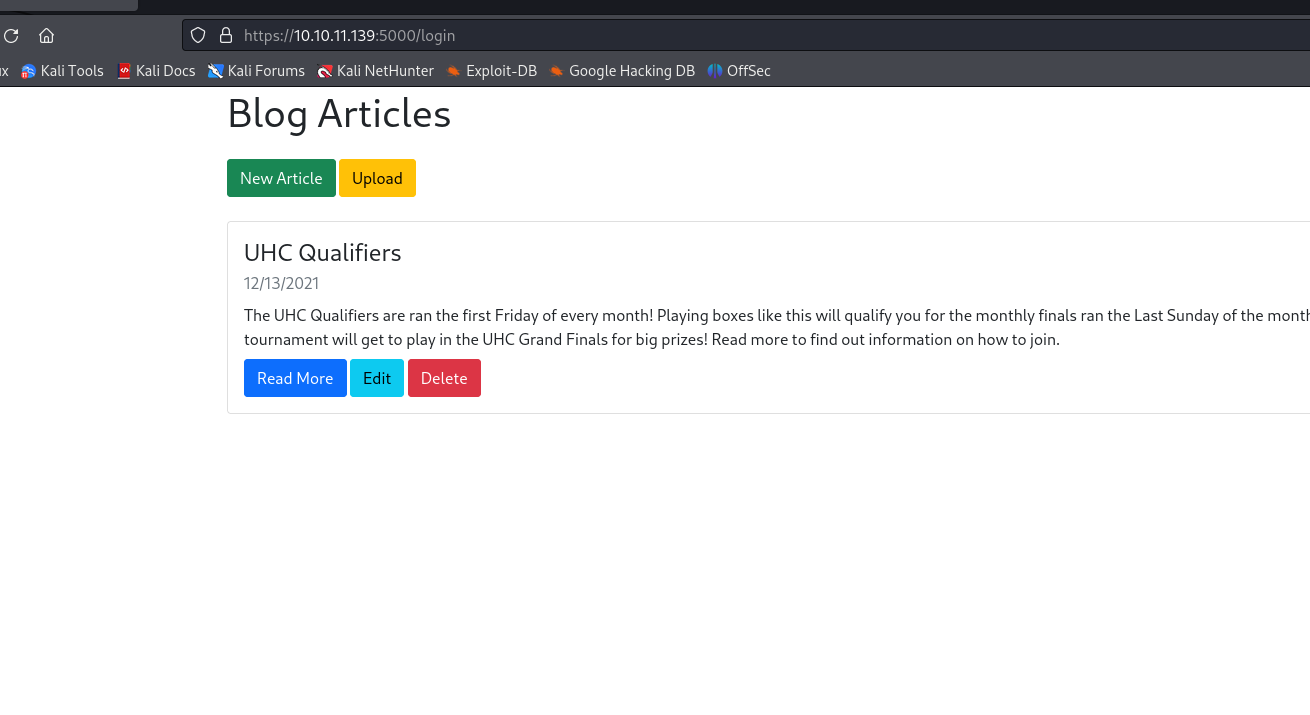 https://10.10.11.139:5000/login
Kali Tools Kali Docs Kali Forums Kali NetHunter Exploit-DB Google Hacking DB OffSec
Blog Articles
New Article Upload
UHC Qualifiers
12/13/2021
The UHC Qualifiers are ran the first Friday of every month! Playing boxes like this will qualify you for the monthly finals ran the Last Sunday of the month
tournament will get to play in the UHC Grand Finals for big prizes! Read more to find out information on how to join.
Read More Edit Delete